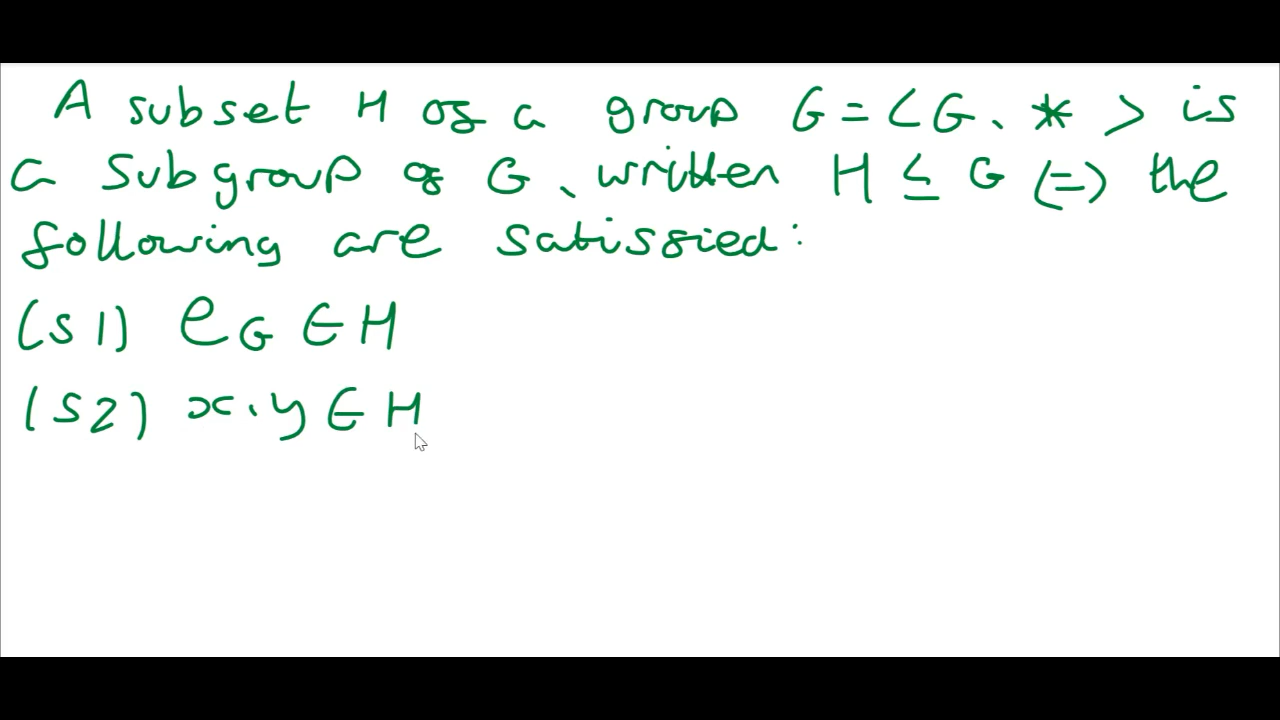 A subset H of a group G = <G, *> is
a subgroup of G, written H ≤ G (=) the
following are satisfied:
(S1) e_G ∈ H
(S2) x, y ∈ H